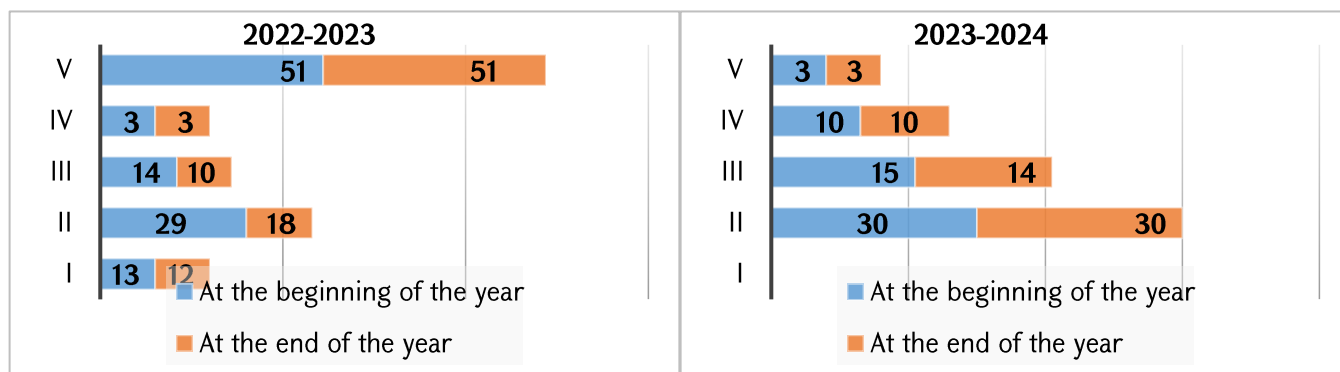 2022-2023
V 51 51
IV 3 3
III 14 10
II 29 18
I 13 12
At the beginning of the year
At the end of the year
2023-2024
V 3 3
IV 10 10
III 15 14
II 30 30
I
At the beginning of the year
At the end of the year